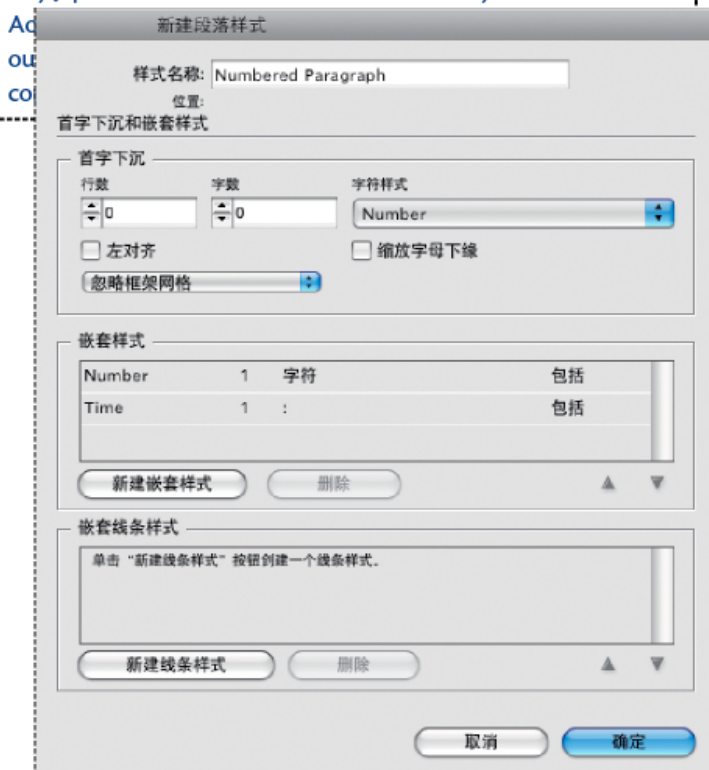 新建段落样式
Ad
ou
co
样式名称: Numbered Paragraph
位置:
首字下沉和嵌套样式
首字下沉
行数 字数 字符样式
0 0 Number
左对齐 缩放字母下缘
忽略框架网格
嵌套样式
Number 1 字符 包括
Time 1 : 包括
新建嵌套样式 删除
嵌套线条样式
单击“新建线条样式”按钮创建一个线条样式。
新建线条样式 删除
取消 确定